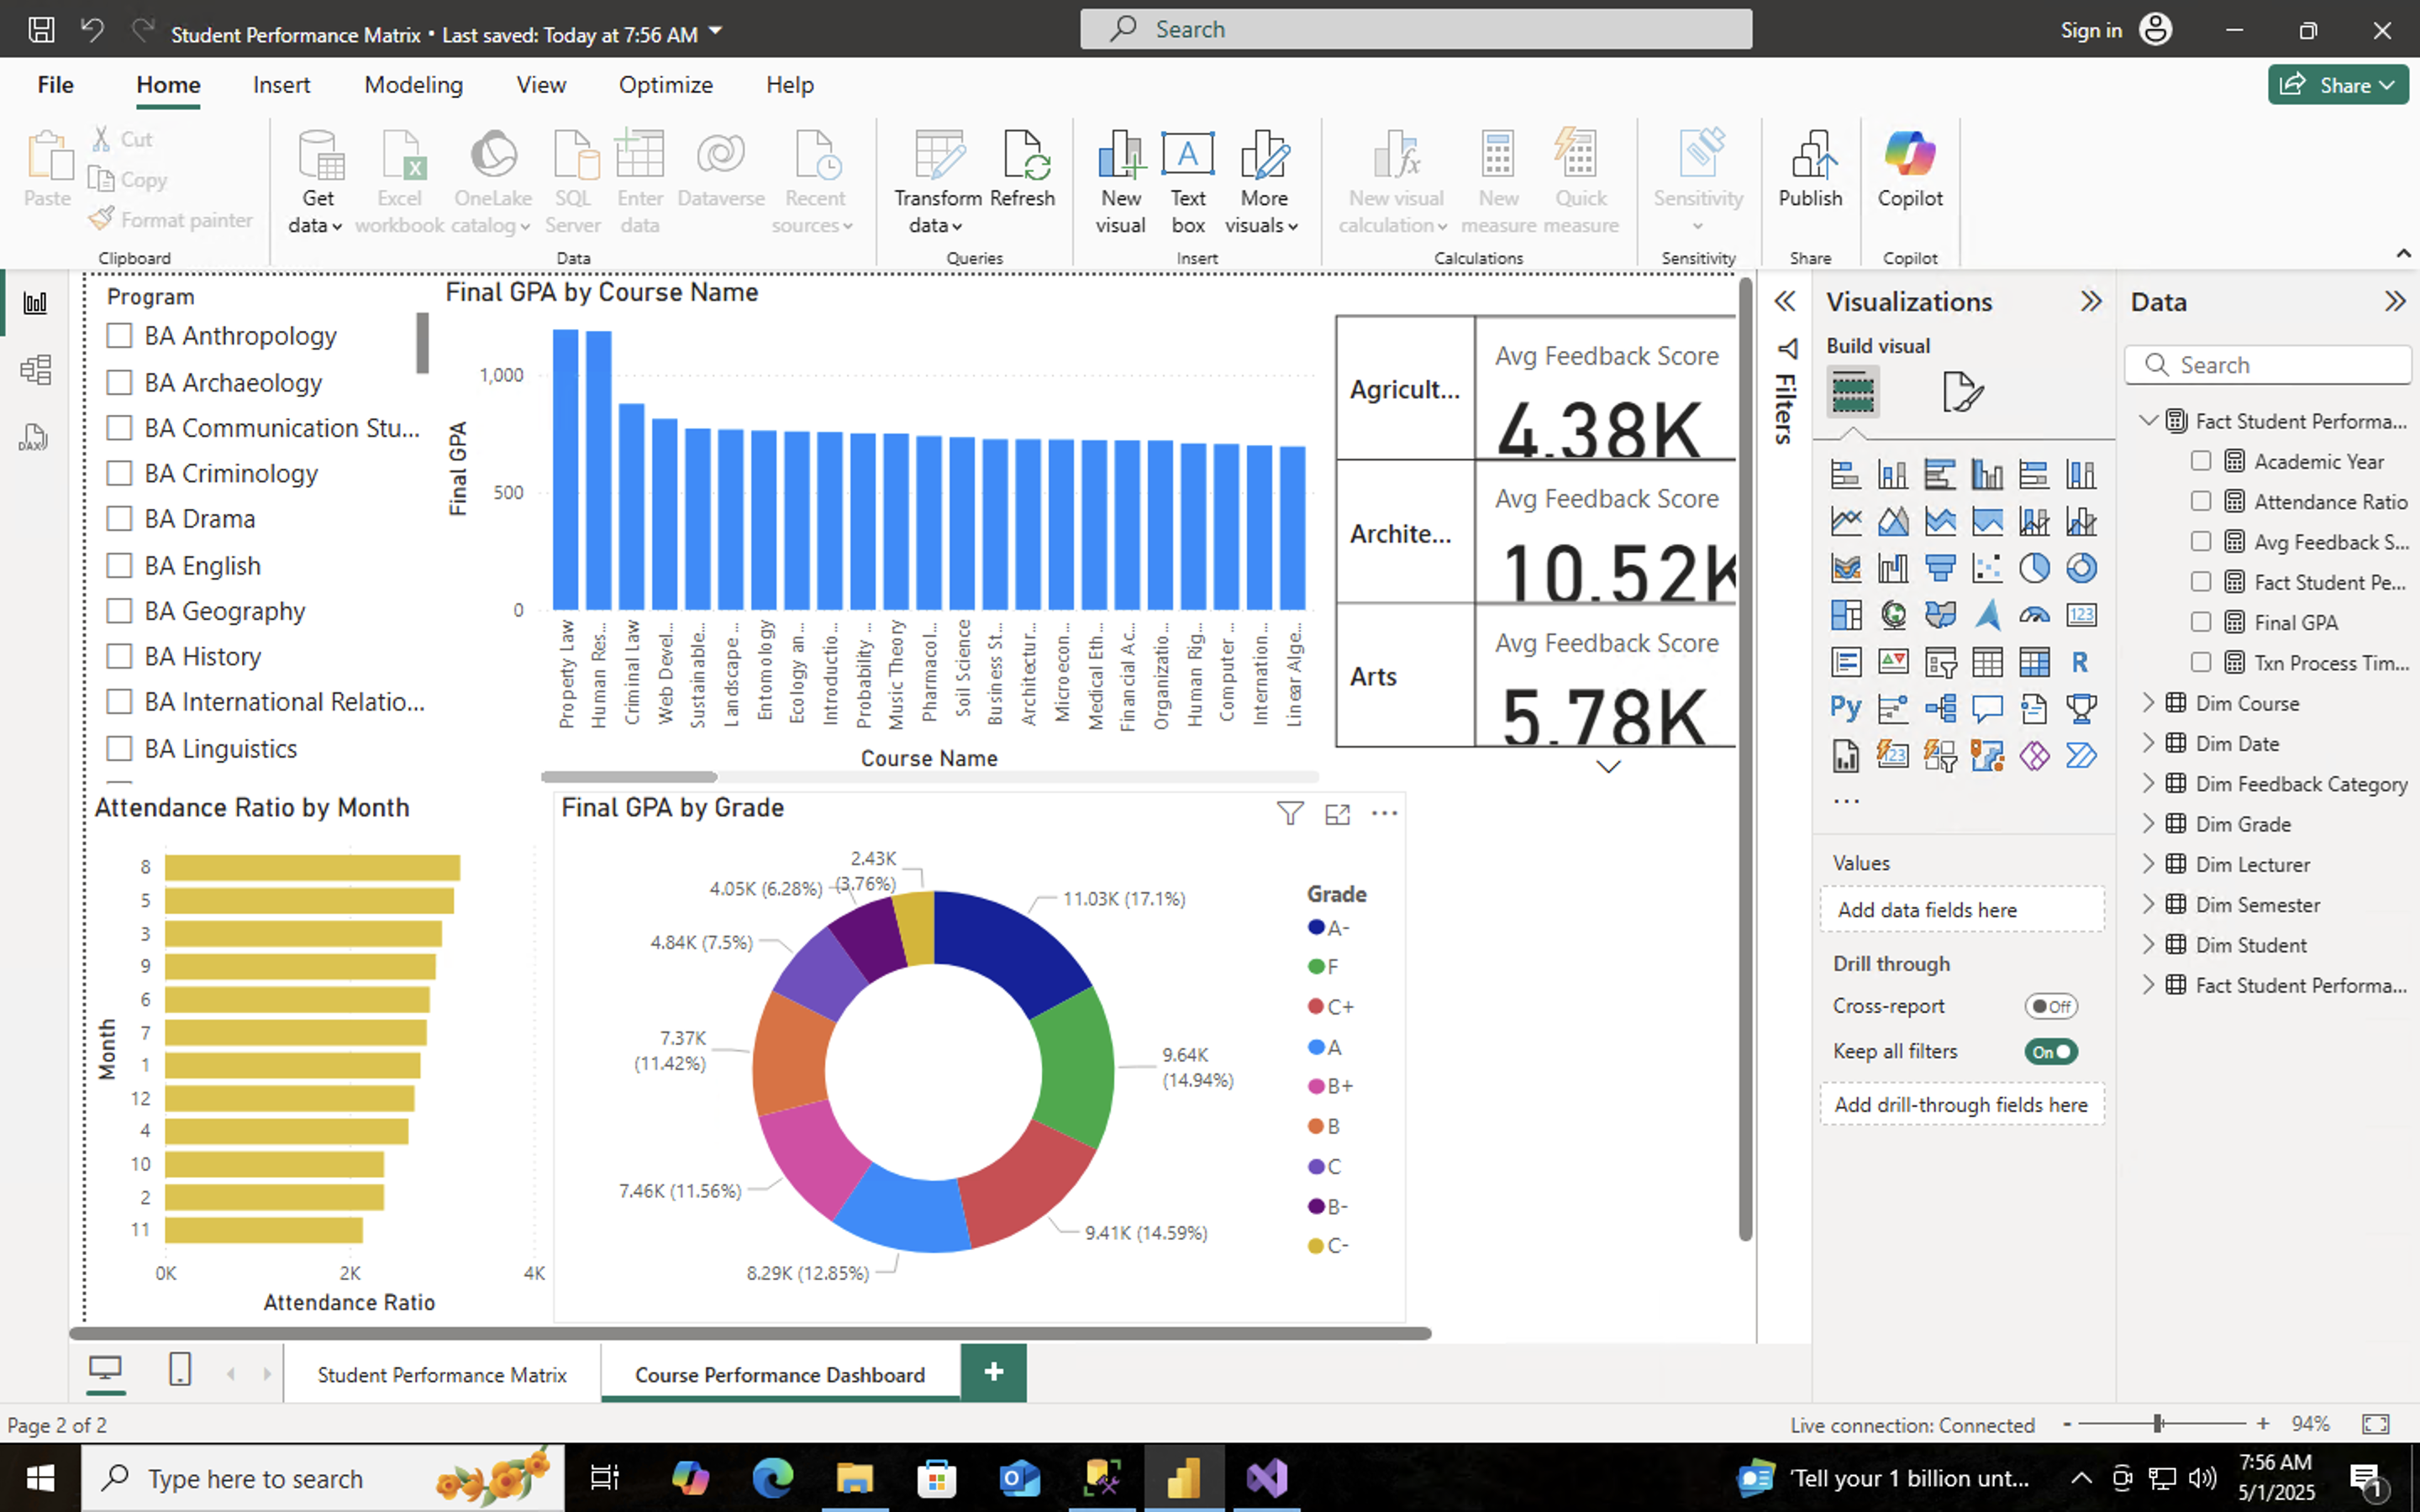 Student Performance Matrix • Last saved: Today at 7:56 AM
Search
Sign in
File
Home
Insert
Modeling
View
Optimize
Help
Share
Paste
Cut
Copy
Format painter
Clipboard
Get data
Excel workbook
OneLake catalog
SQL Server
Enter data
Dataverse
Recent sources
Data
Transform data
Refresh
Queries
New visual
Text box
More visuals
Insert
New visual calculation
New measure
Quick measure
Calculations
Sensitivity
Sensitivity
Publish
Share
Copilot
Copilot
DAX
Program
BA Anthropology
BA Archaeology
BA Communication Stu...
BA Criminology
BA Drama
BA English
BA Geography
BA History
BA International Relatio...
BA Linguistics
Final GPA by Course Name
Final GPA
1,000
500
0
Property Law
Human Res...
Criminal Law
Web Devel...
Sustainable...
Landscape ...
Entomology
Ecology an...
Introductio...
Probability ...
Music Theory
Pharmacol...
Soil Science
Business St...
Architectur...
Microecon...
Medical Eth...
Financial Ac...
Organizatio...
Human Rig...
Computer ...
Internation...
Linear Alge...
Course Name
Agricult...
Avg Feedback Score
4.38K
Archite...
Avg Feedback Score
10.52K
Arts
Avg Feedback Score
5.78K
Attendance Ratio by Month
Month
8
5
3
9
6
7
1
12
4
10
2
11
0K
2K
4K
Attendance Ratio
Final GPA by Grade
2.43K
(3.76%)
4.05K (6.28%)
11.03K (17.1%)
4.84K (7.5%)
7.37K
(11.42%)
9.64K
(14.94%)
7.46K (11.56%)
9.41K (14.59%)
8.29K (12.85%)
Grade
A-
F
C+
A
B+
B
C
B-
C-
Filters
Visualizations
Build visual
123
R
Py
123
...
Values
Add data fields here
Drill through
Cross-report
Off
Keep all filters
On
Add drill-through fields here
Data
Search
Fact Student Performa...
Academic Year
Attendance Ratio
Avg Feedback S...
Fact Student Pe...
Final GPA
Txn Process Tim...
Dim Course
Dim Date
Dim Feedback Category
Dim Grade
Dim Lecturer
Dim Semester
Dim Student
Fact Student Performa...
Student Performance Matrix
Course Performance Dashboard
+
Page 2 of 2
Live connection: Connected
-
+
94%
Type here to search
'Tell your 1 billion unt...
7:56 AM
5/1/2025
1